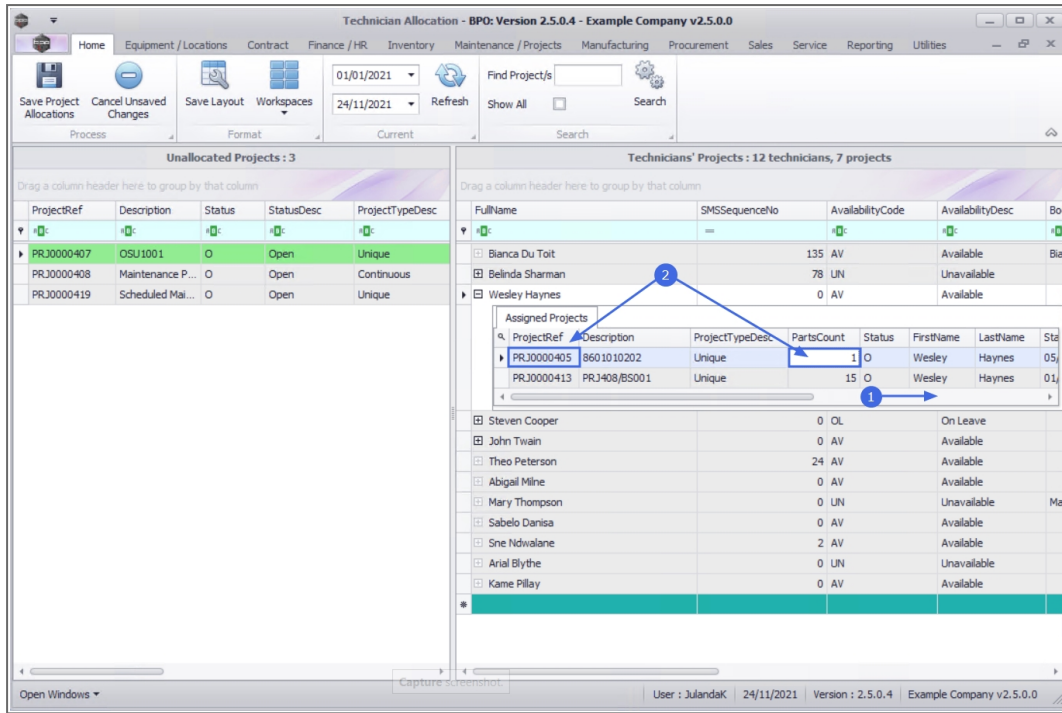 Technician Allocation - BPO: Version 2.5.0.4 - Example Company v2.5.0.0
Home Equipment / Locations Contract Finance / HR Inventory Maintenance / Projects Manufacturing Procurement Sales Service Reporting Utilities
01/01/2021 Find Project/s
Save Project Allocations Cancel Unsaved Changes Save Layout Workspaces 24/11/2021 Refresh Show All Search
Process Format Current Search
Unallocated Projects : 3
Drag a column header here to group by that column
ProjectRef Description Status StatusDesc ProjectTypeDesc
PRJ0000407 OSU1001 O Open Unique
PRJ0000408 Maintenance P... O Open Continuous
PRJ0000419 Scheduled Mai... O Open Unique
Technicians' Projects : 12 technicians, 7 projects
Drag a column header here to group by that column
FullName SMSSequenceNo AvailabilityCode AvailabilityDesc Bo
=
Bianca Du Toit 135 AV Available Bia
Belinda Sharman 78 UN Unavailable
2
Wesley Haynes 0 AV Available
Assigned Projects
ProjectRef Description ProjectTypeDesc PartsCount Status FirstName LastName Sta
PRJ0000405 8601010202 Unique 1 O Wesley Haynes 05/
PRJ0000413 PRJ408/BS001 Unique 15 O Wesley Haynes 01/
1
Steven Cooper 0 OL On Leave
John Twain 0 AV Available
Theo Peterson 24 AV Available
Abigail Milne 0 AV Available
Mary Thompson 0 UN Unavailable Ma
Sabelo Danisa 0 AV Available
Sne Ndwalane 2 AV Available
Arial Blythe 0 UN Unavailable
Kame Pillay 0 AV Available
Capture screenshot.
Open Windows User : JulandaK 24/11/2021 Version : 2.5.0.4 Example Company v2.5.0.0